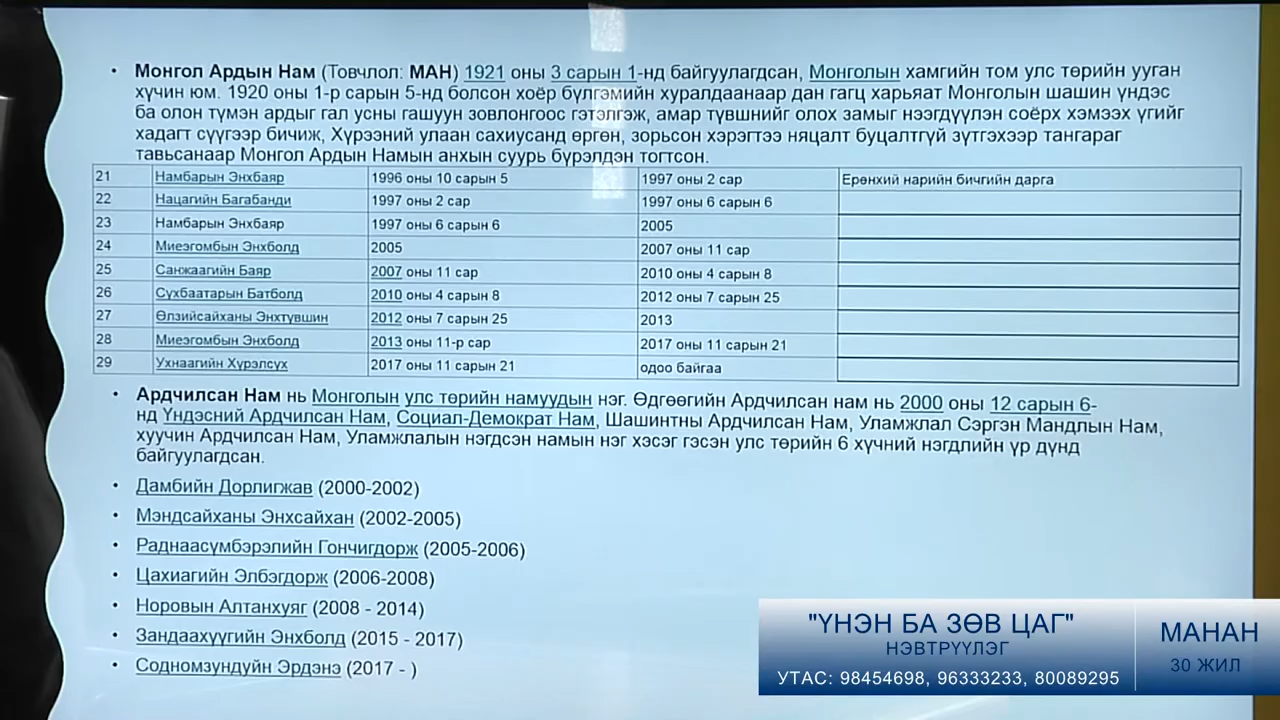 • Монгол Ардын Нам (Товчлол: МАН) 1921 оны 3 сарын 1-нд байгуулагдсан, Монголын хамгийн том улс төрийн ууган
хүчин юм. 1920 оны 1-р сарын 5-нд болсон хоёр бүлгэмийн хуралдаанаар дан гагц харьяат Монголын шашин үндэс
ба олон түмэн ардыг гал усны гашуун зовлонгоос гэтэлгэж, амар түвшнийг олох замыг нээгдүүлэн соёрх хэмээх үгийг
хадагт сүүгээр бичиж, Хүрээний улаан сахиусанд өргөн, зорьсон хэрэгтээ няцалт буцалтгүй зүтгэхээр тангараг
тавьсанаар Монгол Ардын Намын анхын суурь бүрэлдэн тогтсон.
21 Намбарын Энхбаяр 1996 оны 10 сарын 5 1997 оны 2 сар Ерөнхий нарийн бичгийн дарга
22 Нацагийн Багабанди 1997 оны 2 сар 1997 оны 6 сарын 6
23 Намбарын Энхбаяр 1997 оны 6 сарын 6 2005
24 Миеэгомбын Энхболд 2005 2007 оны 11 сар
25 Санжаагийн Баяр 2007 оны 11 сар 2010 оны 4 сарын 8
26 Сүхбаатарын Батболд 2010 оны 4 сарын 8 2012 оны 7 сарын 25
27 Өлзийсайханы Энхтүвшин 2012 оны 7 сарын 25 2013
28 Миеэгомбын Энхболд 2013 оны 11-р сар 2017 оны 11 сарын 21
29 Ухнаагийн Хүрэлсүх 2017 оны 11 сарын 21 одоо байгаа
• Ардчилсан Нам нь Монголын улс төрийн намуудын нэг. Өдгөөгийн Ардчилсан нам нь 2000 оны 12 сарын 6-
нд Үндэсний Ардчилсан Нам, Социал-Демократ Нам, Шашинтны Ардчилсан Нам, Уламжлал Сэргэн Мандлын Нам,
хуучин Ардчилсан Нам, Уламжлалын нэгдсэн намын нэг хэсэг гэсэн улс төрийн 6 хүчний нэгдлийн үр дүнд
байгуулагдсан.
• Дамбийн Дорлигжав (2000-2002)
• Мэндсайханы Энхсайхан (2002-2005)
• Раднаасүмбэрэлийн Гончигдорж (2005-2006)
• Цахиагийн Элбэгдорж (2006-2008)
• Норовын Алтанхуяг (2008 - 2014)
• Зандаахүүгийн Энхболд (2015 - 2017)
• Содномзундуйн Эрдэнэ (2017 - )
"ҮНЭН БА ЗӨВ ЦАГ"
НЭВТРҮҮЛЭГ
УТАС: 98454698, 96333233, 80089295
МАНАН
30 ЖИЛ